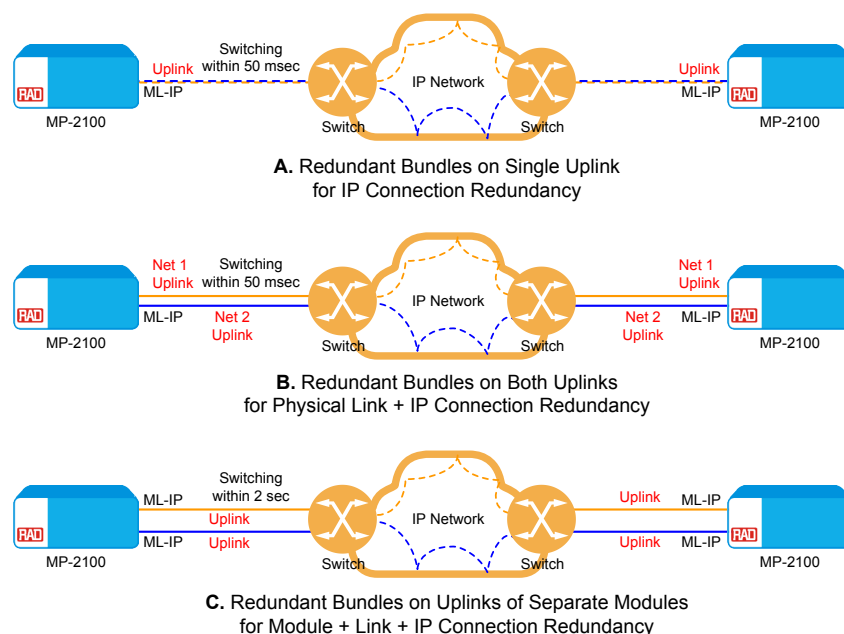 Uplink
ML-IP
Switching
within 50 msec
IP Network
Uplink
ML-IP
RAD
MP-2100
Switch
Switch
RAD
MP-2100
A. Redundant Bundles on Single Uplink
for IP Connection Redundancy
Net 1
Uplink
Switching
within 50 msec
IP Network
Net 1
Uplink
RAD
ML-IP
Net 2
Uplink
Net 2
Uplink
ML-IP
RAD
MP-2100
Switch
Switch
MP-2100
B. Redundant Bundles on Both Uplinks
for Physical Link + IP Connection Redundancy
ML-IP
Switching
within 2 sec
Uplink
Uplink
ML-IP
IP Network
Uplink
ML-IP
Uplink
ML-IP
RAD
MP-2100
Switch
Switch
RAD
MP-2100
C. Redundant Bundles on Uplinks of Separate Modules
for Module + Link + IP Connection Redundancy